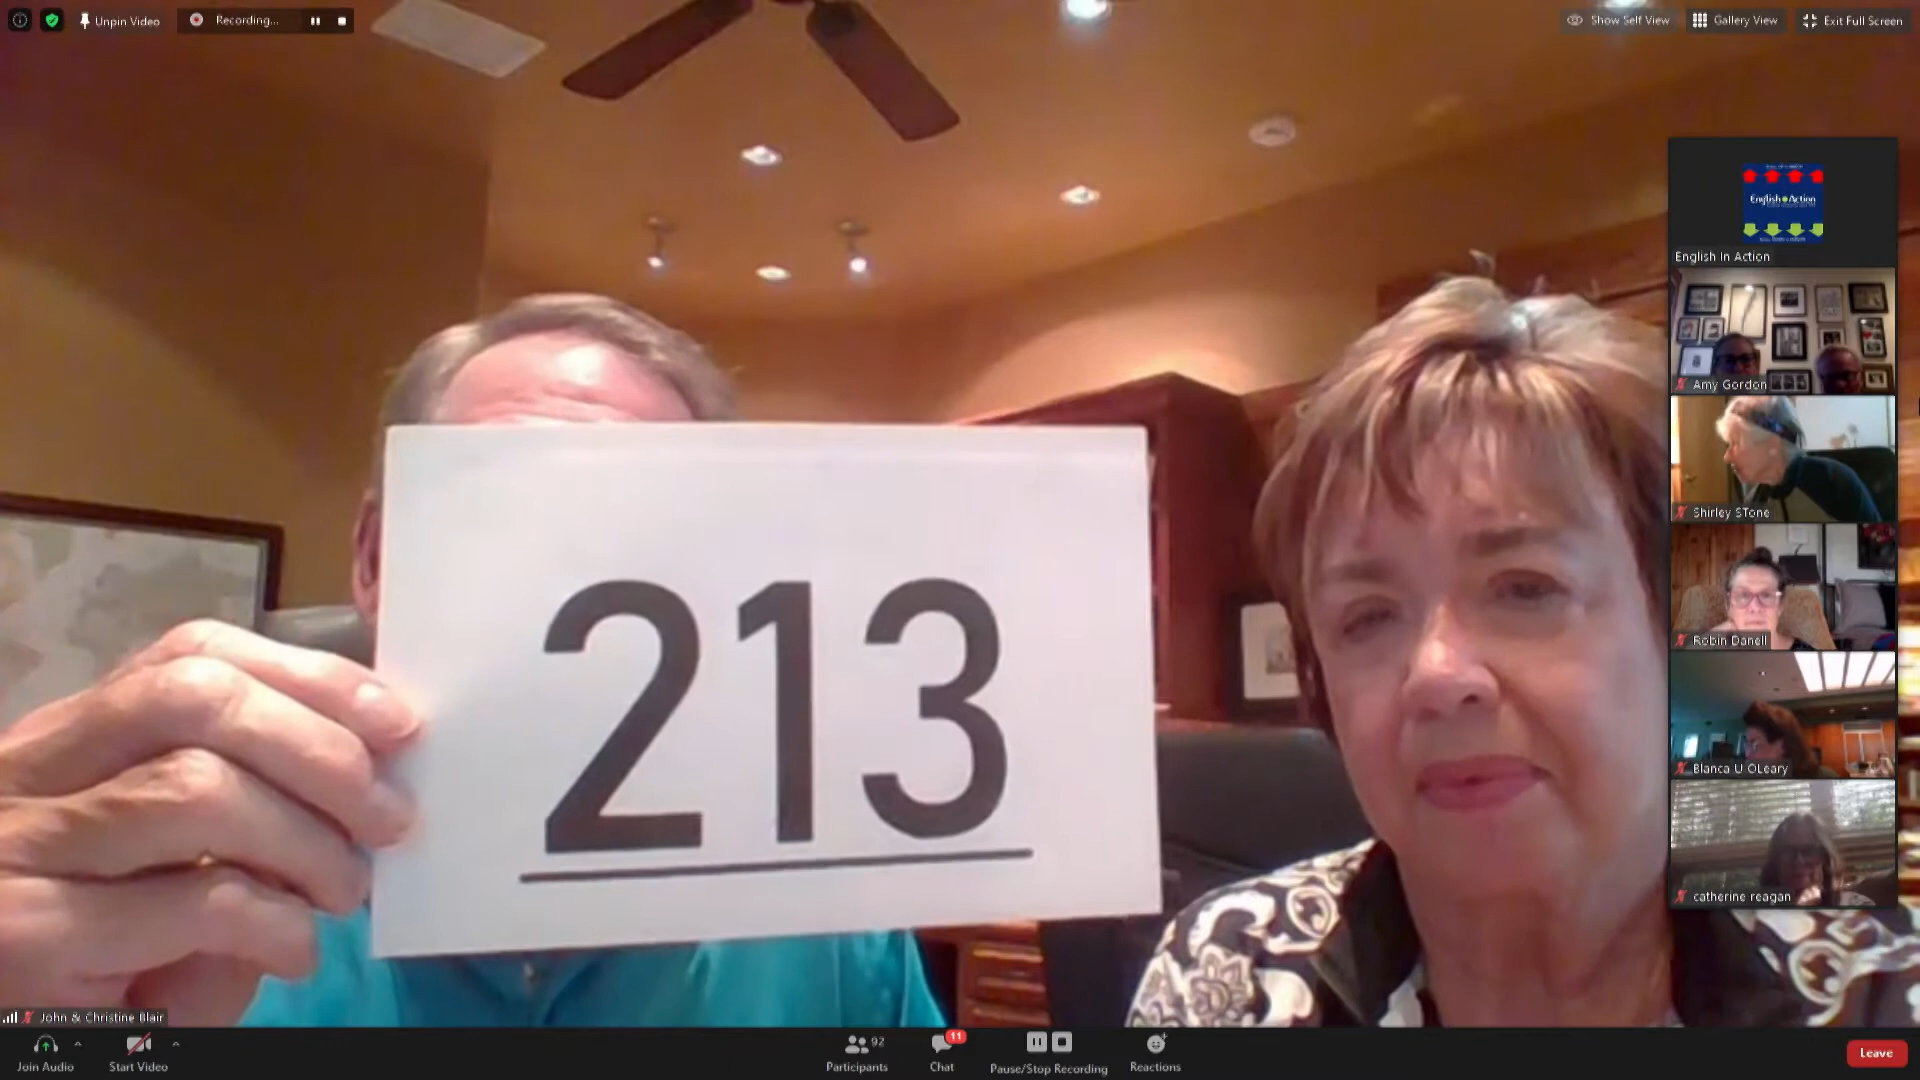 Unpin Video
Recording...
Show Self View
Gallery View
Exit Full Screen
English Action
English In Action
Amy Gordon
Shirley STone
Robin Danell
Blanca U OLeary
catherine reagan
213
John & Christine Blair
Join Audio
Start Video
92
Participants
11
Chat
Pause/Stop Recording
Reactions
Leave